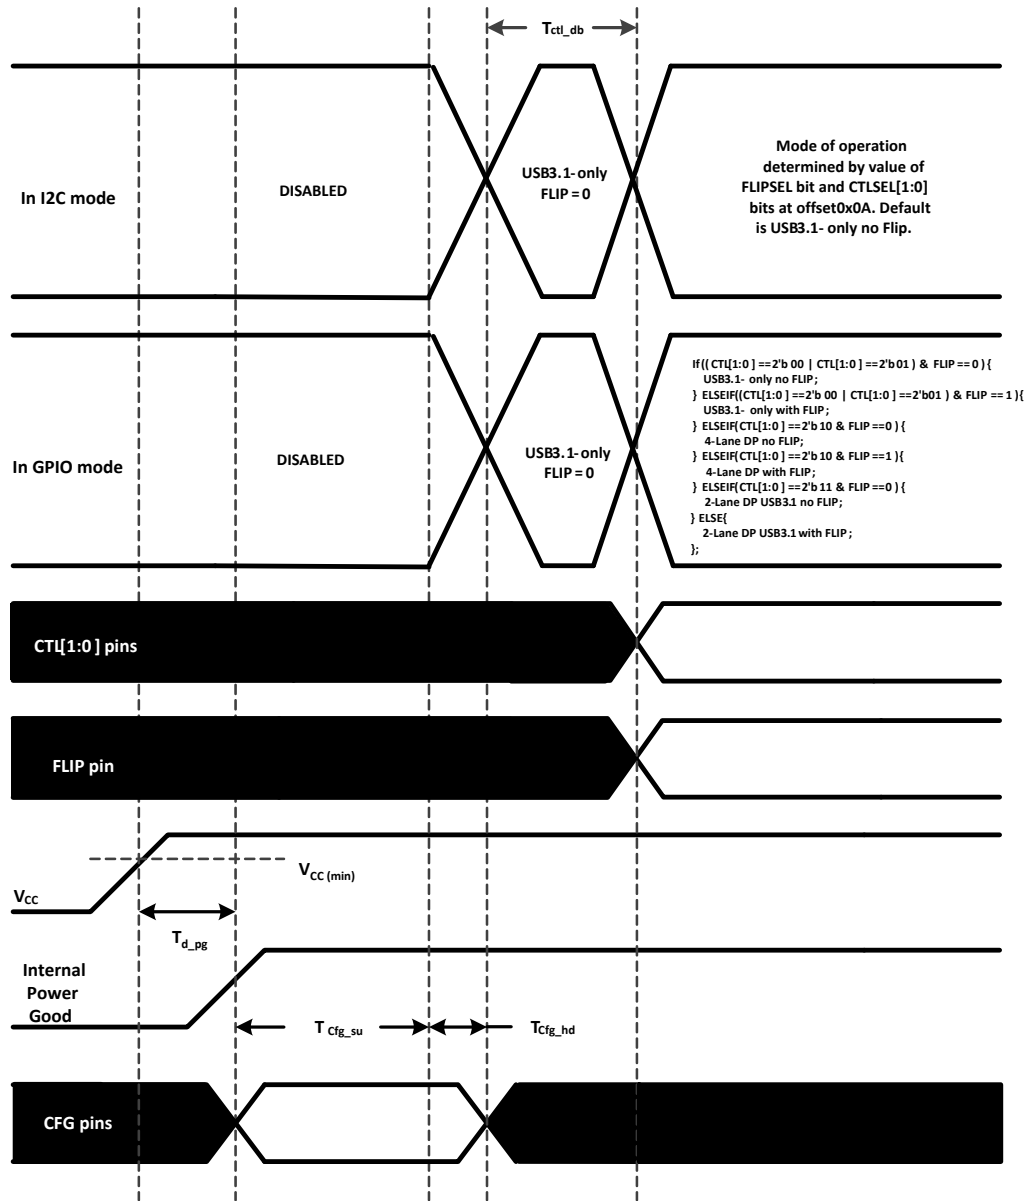 Tctl_db
In I2C mode
DISABLED
USB3.1- only
FLIP = 0
Mode of operation
determined by value of
FLIPSEL bit and CTLSEL[1:0]
bits at offset0x0A. Default
is USB3.1- only no Flip.
In GPIO mode
DISABLED
USB3.1- only
FLIP = 0
If(( CTL[1:0 ] ==2'b 00 | CTL[1:0 ] ==2'b01 ) & FLIP == 0 ) {
USB3.1- only no FLIP;
} ELSEIF((CTL[1:0 ] ==2'b 00 | CTL[1:0 ] ==2'b01 ) & FLIP == 1 ){
USB3.1- only with FLIP;
} ELSEIF(CTL[1:0 ] ==2'b 10 & FLIP ==0 ) {
4-Lane DP no FLIP;
} ELSEIF(CTL[1:0 ] ==2'b 10 & FLIP ==1 ){
4-Lane DP with FLIP;
} ELSEIF(CTL[1:0 ] ==2'b 11 & FLIP ==0 ) {
2-Lane DP USB3.1 no FLIP;
} ELSE{
2-Lane DP USB3.1 with FLIP;
};
CTL[1:0 ] pins
FLIP pin
VCC (min)
VCC
Td_pg
Internal
Power
Good
T Cfg_su
TCfg_hd
CFG pins